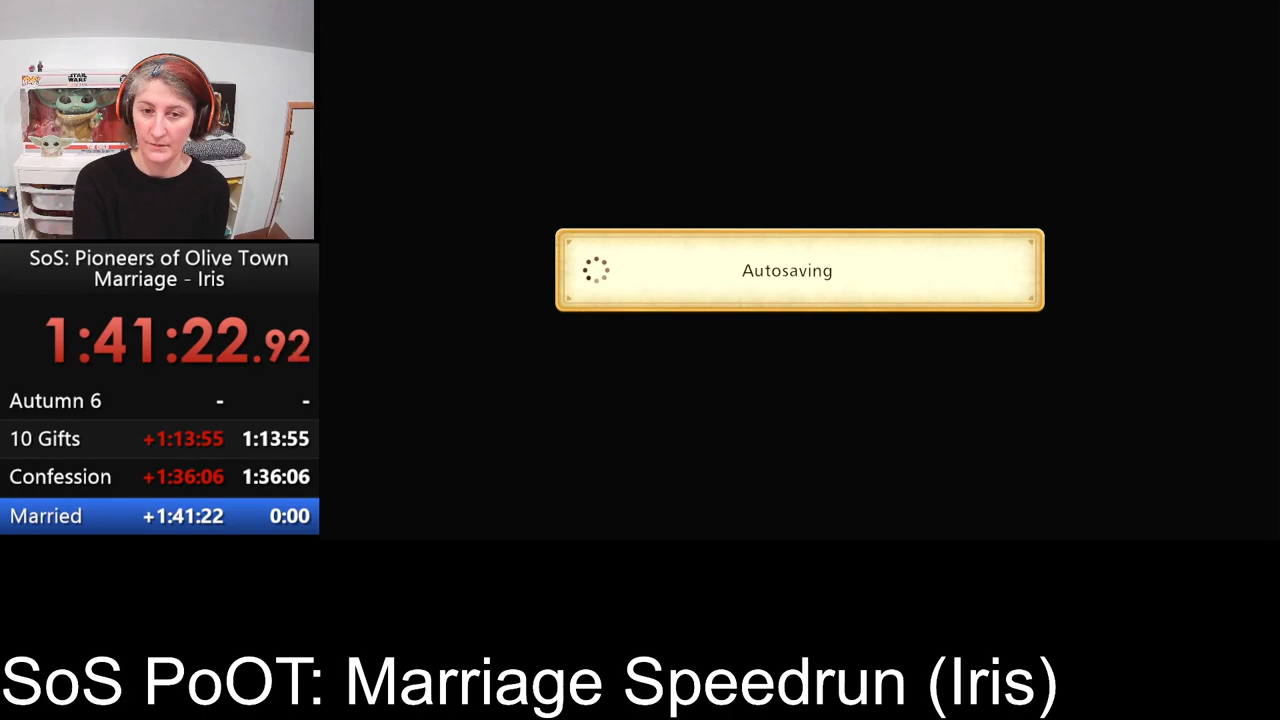 STAR
WARS
SoS: Pioneers of Olive Town
Marriage - Iris
1:41:22.92
Autumn 6 - -
10 Gifts +1:13:55 1:13:55
Confession +1:36:06 1:36:06
Married +1:41:22 0:00
Autosaving
SoS PoOT: Marriage Speedrun (Iris)